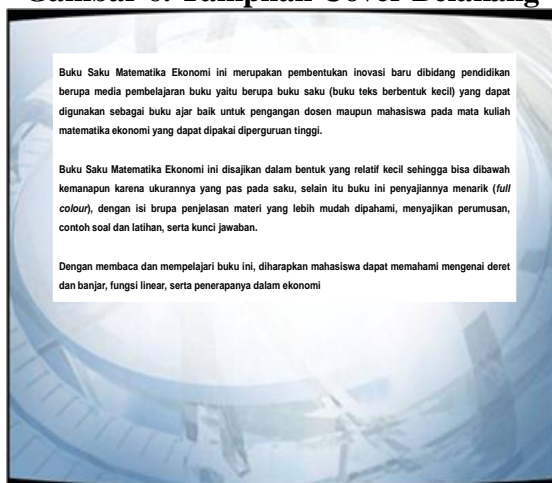 Gambar 6. Tampilan Cover Belakang
Buku Saku Matematika Ekonomi ini merupakan pembentukan inovasi baru dibidang pendidikan
berupa media pembelajaran buku yaitu berupa buku saku (buku teks berbentuk kecil) yang dapat
digunakan sebagai buku ajar baik untuk pengangan dosen maupun mahasiswa pada mata kuliah
matematika ekonomi yang dapat dipakai diperguruan tinggi.
Buku Saku Matematika Ekonomi ini disajikan dalam bentuk yang relatif kecil sehingga bisa dibawah
kemanapun karena ukurannya yang pas pada saku, selain itu buku ini penyajiannya menarik (full
colour), dengan isi brupa penjelasan materi yang lebih mudah dipahami, menyajikan perumusan,
contoh soal dan latihan, serta kunci jawaban.
Dengan membaca dan mempelajari buku ini, diharapkan mahasiswa dapat memahami mengenai deret
dan banjar, fungsi linear, serta penerapanya dalam ekonomi